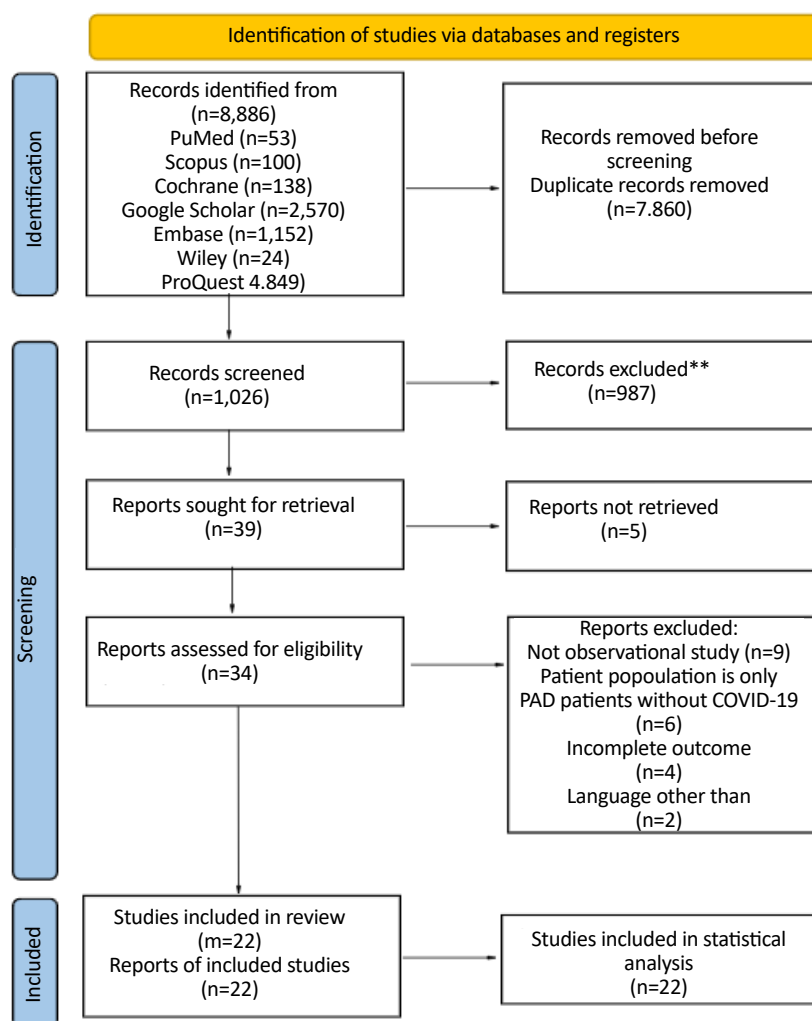 Identification of studies via databases and registers
Identification
Records identified from
(n=8,886)
PuMed (n=53)
Scopus (n=100)
Cochrane (n=138)
Google Scholar (n=2,570)
Embase (n=1,152)
Wiley (n=24)
ProQuest 4.849)
Records removed before
screening
Duplicate records removed
(n=7.860)
Screening
Records screened
(n=1,026)
Records excluded**
(n=987)
Reports sought for retrieval
(n=39)
Reports not retrieved
(n=5)
Reports assessed for eligibility
(n=34)
Reports excluded:
Not observational study (n=9)
Patient popoulation is only
PAD patients without COVID-19
(n=6)
Incomplete outcome
(n=4)
Language other than
(n=2)
Included
Studies included in review
(m=22)
Reports of included studies
(n=22)
Studies included in statistical
analysis
(n=22)